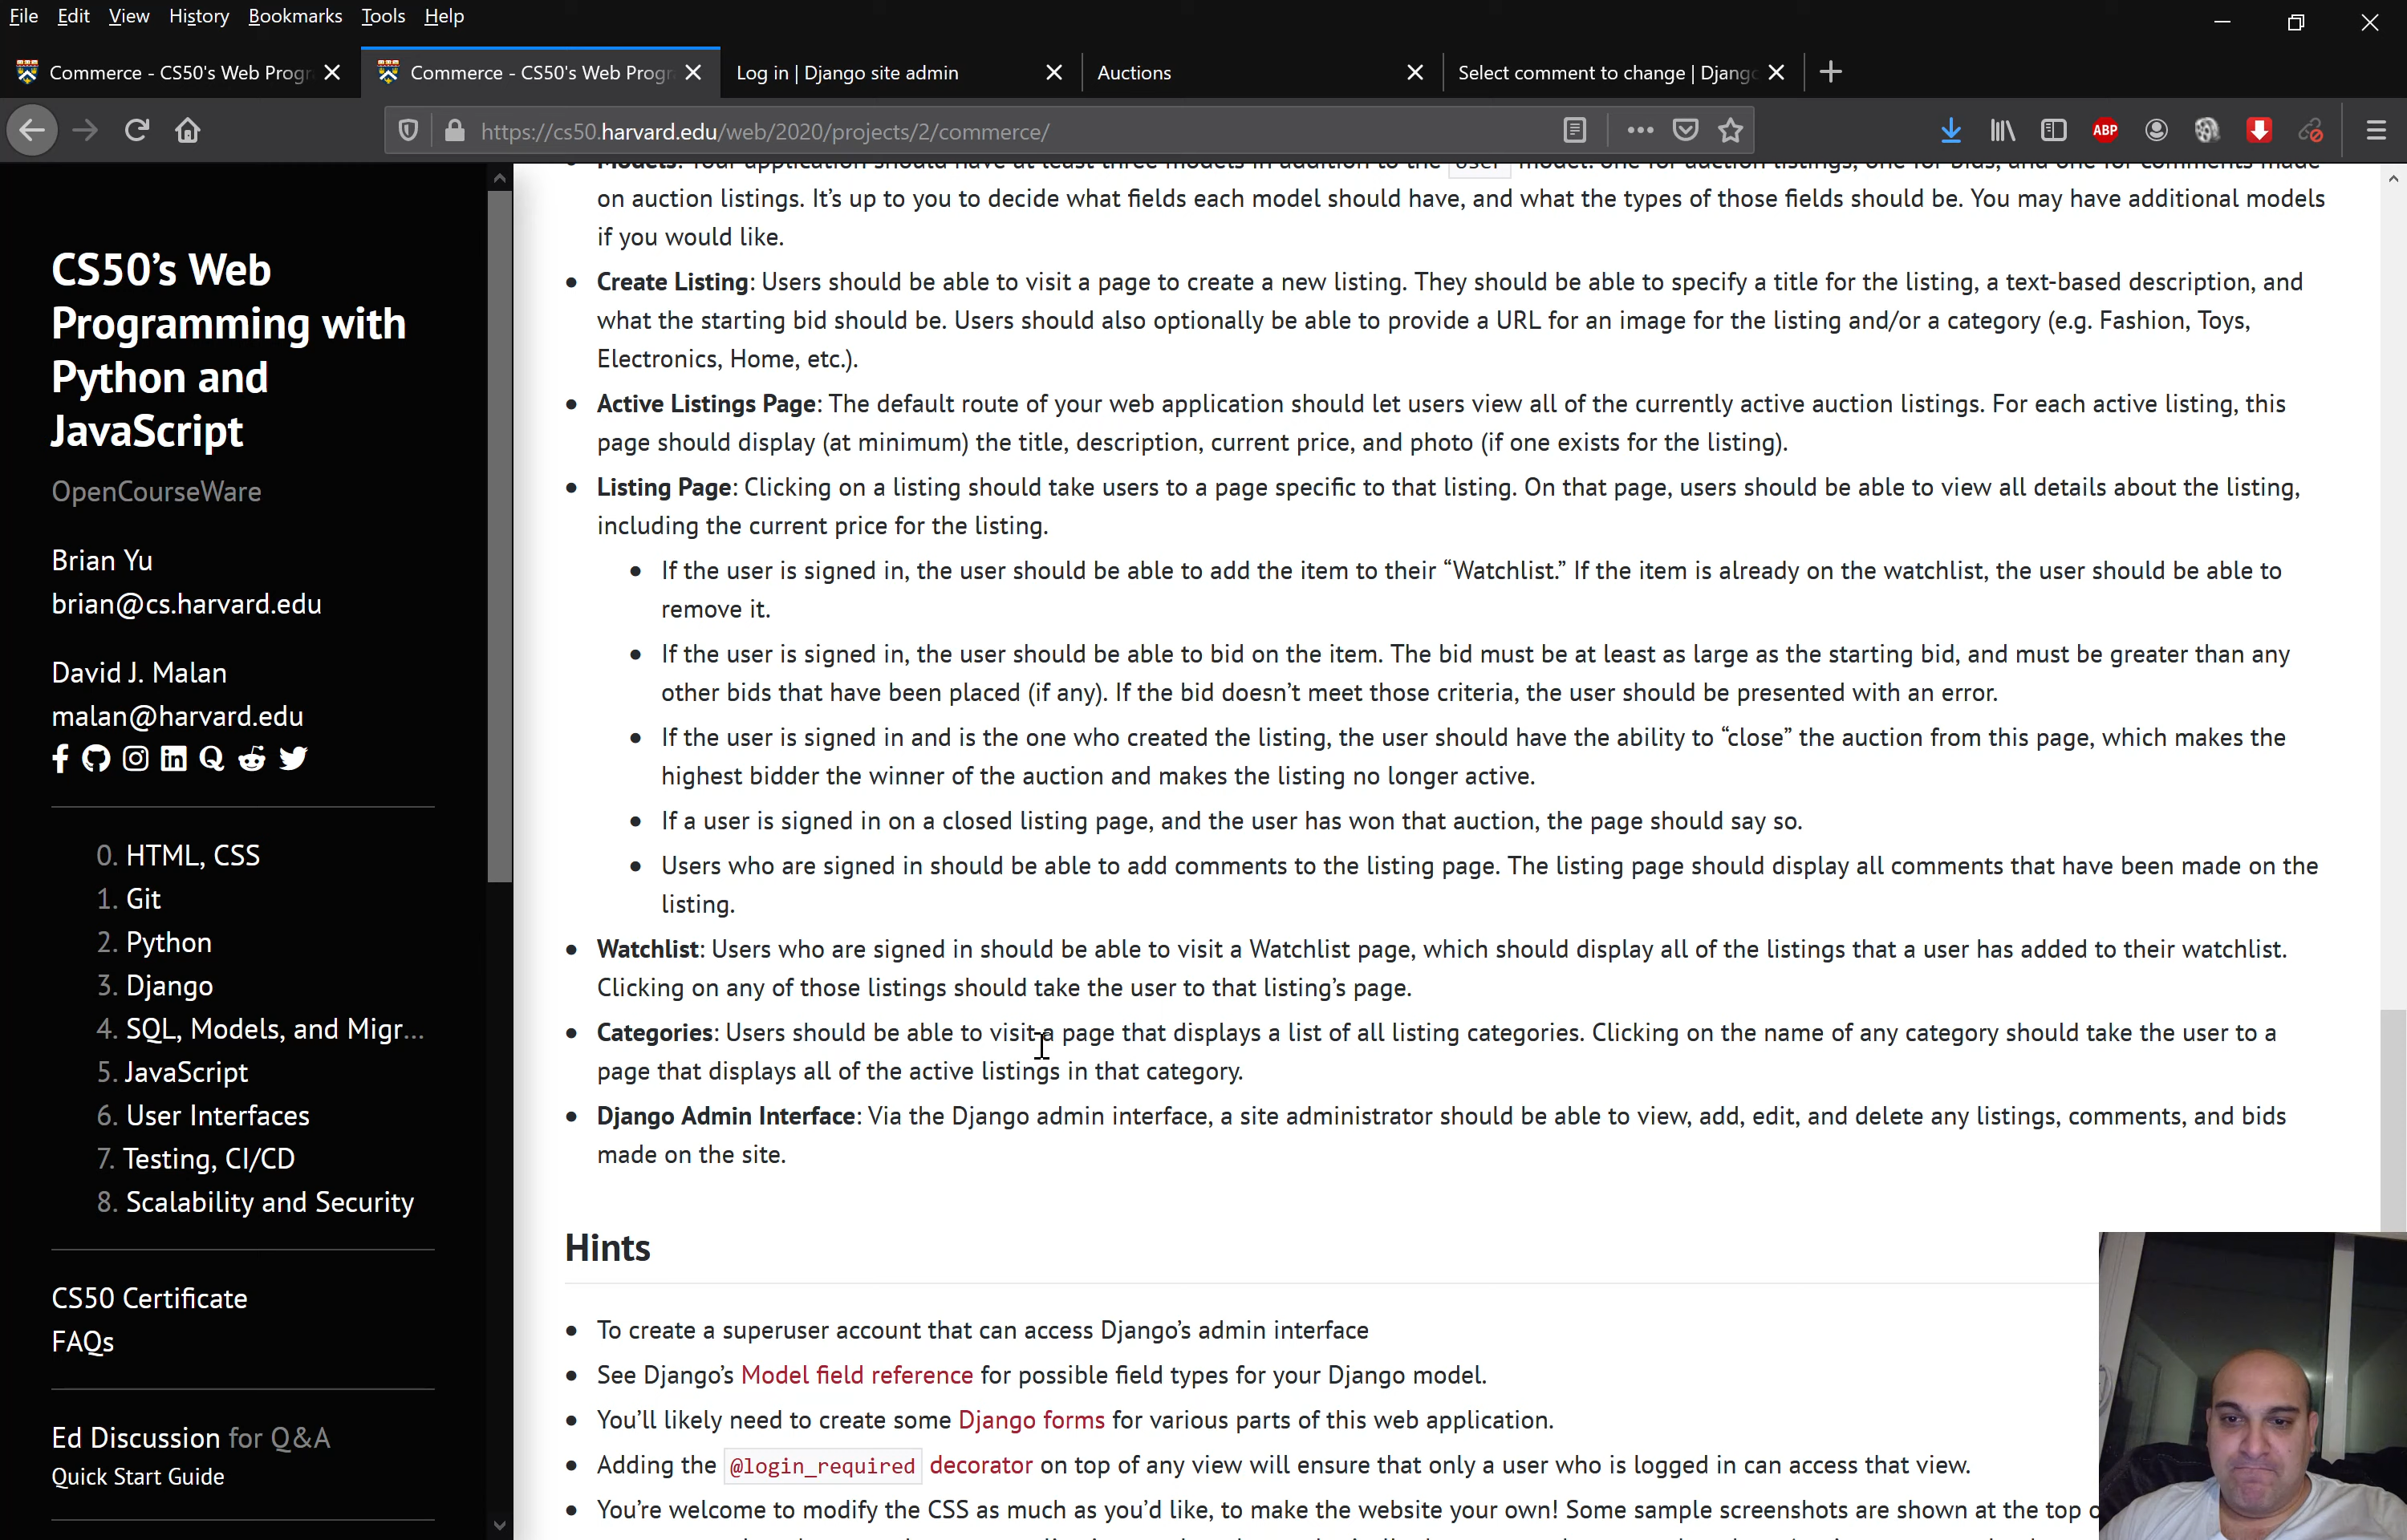 File Edit View History Bookmarks Tools Help
Commerce - CS50's Web Progr
Commerce - CS50's Web Progr
Log in | Django site admin
Auctions
Select comment to change | Djang
https://cs50.harvard.edu/web/2020/projects/2/commerce/
ABP
CS50’s Web
Programming with
Python and
JavaScript
OpenCourseWare
Brian Yu
brian@cs.harvard.edu
David J. Malan
malan@harvard.edu
0. HTML, CSS
1. Git
2. Python
3. Django
4. SQL, Models, and Migr…
5. JavaScript
6. User Interfaces
7. Testing, CI/CD
8. Scalability and Security
CS50 Certificate
FAQs
Ed Discussion for Q&A
Quick Start Guide
Models: Your application should have at least three models in addition to the User model: one for auction listings, one for bids, and one for comments made
on auction listings. It’s up to you to decide what fields each model should have, and what the types of those fields should be. You may have additional models
if you would like.
Create Listing: Users should be able to visit a page to create a new listing. They should be able to specify a title for the listing, a text-based description, and
what the starting bid should be. Users should also optionally be able to provide a URL for an image for the listing and/or a category (e.g. Fashion, Toys,
Electronics, Home, etc.).
Active Listings Page: The default route of your web application should let users view all of the currently active auction listings. For each active listing, this
page should display (at minimum) the title, description, current price, and photo (if one exists for the listing).
Listing Page: Clicking on a listing should take users to a page specific to that listing. On that page, users should be able to view all details about the listing,
including the current price for the listing.
If the user is signed in, the user should be able to add the item to their “Watchlist.” If the item is already on the watchlist, the user should be able to
remove it.
If the user is signed in, the user should be able to bid on the item. The bid must be at least as large as the starting bid, and must be greater than any
other bids that have been placed (if any). If the bid doesn’t meet those criteria, the user should be presented with an error.
If the user is signed in and is the one who created the listing, the user should have the ability to “close” the auction from this page, which makes the
highest bidder the winner of the auction and makes the listing no longer active.
If a user is signed in on a closed listing page, and the user has won that auction, the page should say so.
Users who are signed in should be able to add comments to the listing page. The listing page should display all comments that have been made on the
listing.
Watchlist: Users who are signed in should be able to visit a Watchlist page, which should display all of the listings that a user has added to their watchlist.
Clicking on any of those listings should take the user to that listing’s page.
Categories: Users should be able to visit a page that displays a list of all listing categories. Clicking on the name of any category should take the user to a
page that displays all of the active listings in that category.
Django Admin Interface: Via the Django admin interface, a site administrator should be able to view, add, edit, and delete any listings, comments, and bids
made on the site.
Hints
To create a superuser account that can access Django’s admin interface
See Django’s Model field reference for possible field types for your Django model.
You’ll likely need to create some Django forms for various parts of this web application.
Adding the @login_required decorator on top of any view will ensure that only a user who is logged in can access that view.
You’re welcome to modify the CSS as much as you’d like, to make the website your own! Some sample screenshots are shown at the top